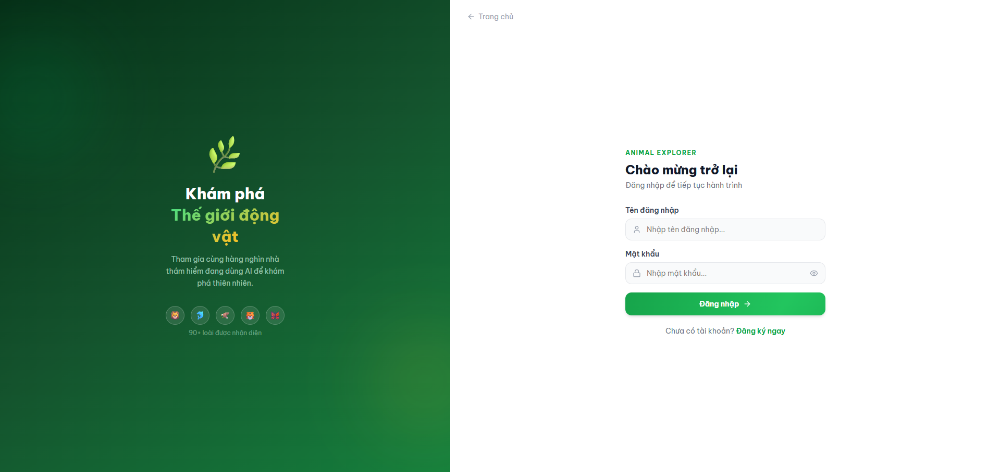 Khám phá
Thế giới động
vật
Tham gia cùng hàng nghìn nhà
thám hiểm đang dùng AI để khám
phá thiên nhiên.
90+ loài được nhận diện
Trang chủ
ANIMAL EXPLORER
Chào mừng trở lại
Đăng nhập để tiếp tục hành trình
Tên đăng nhập
Nhập tên đăng nhập...
Mật khẩu
Nhập mật khẩu...
Đăng nhập
Chưa có tài khoản? Đăng ký ngay